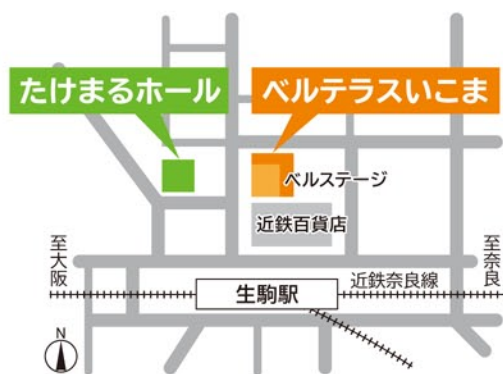 たけまるホール
ベルテラスいこま
ベルステージ
近鉄百貨店
至大阪
至奈良
近鉄奈良線
生駒駅
N